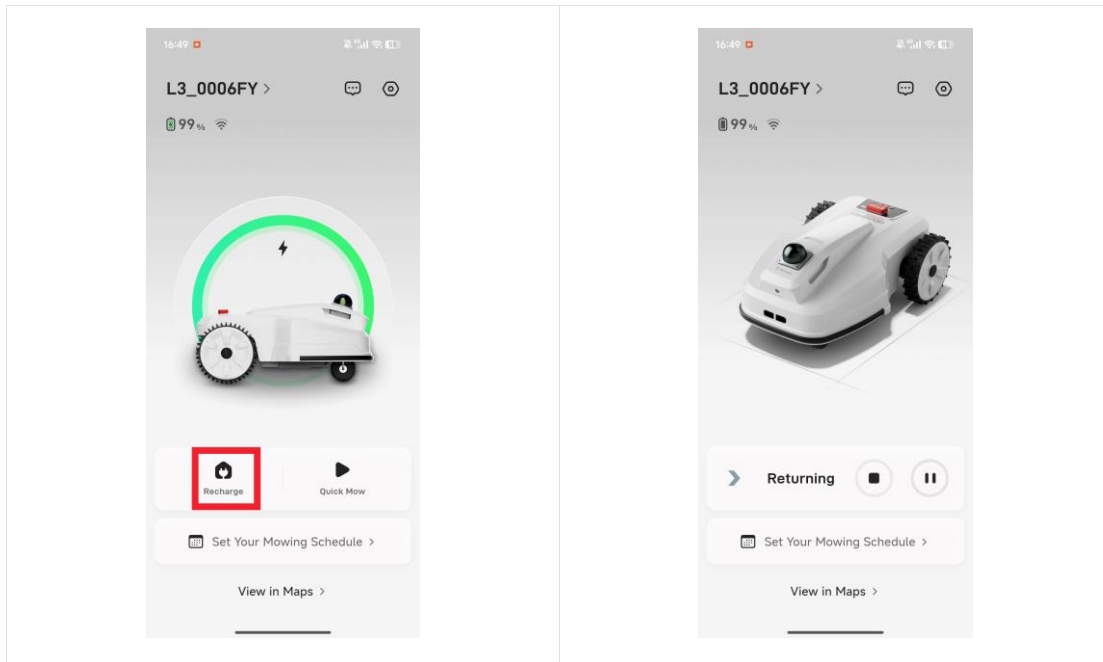 16:49
L3_0006FY >
99%
Recharge
Quick Mow
Set Your Mowing Schedule >
View in Maps >
16:49
L3_0006FY >
99%
Returning
Set Your Mowing Schedule >
View in Maps >